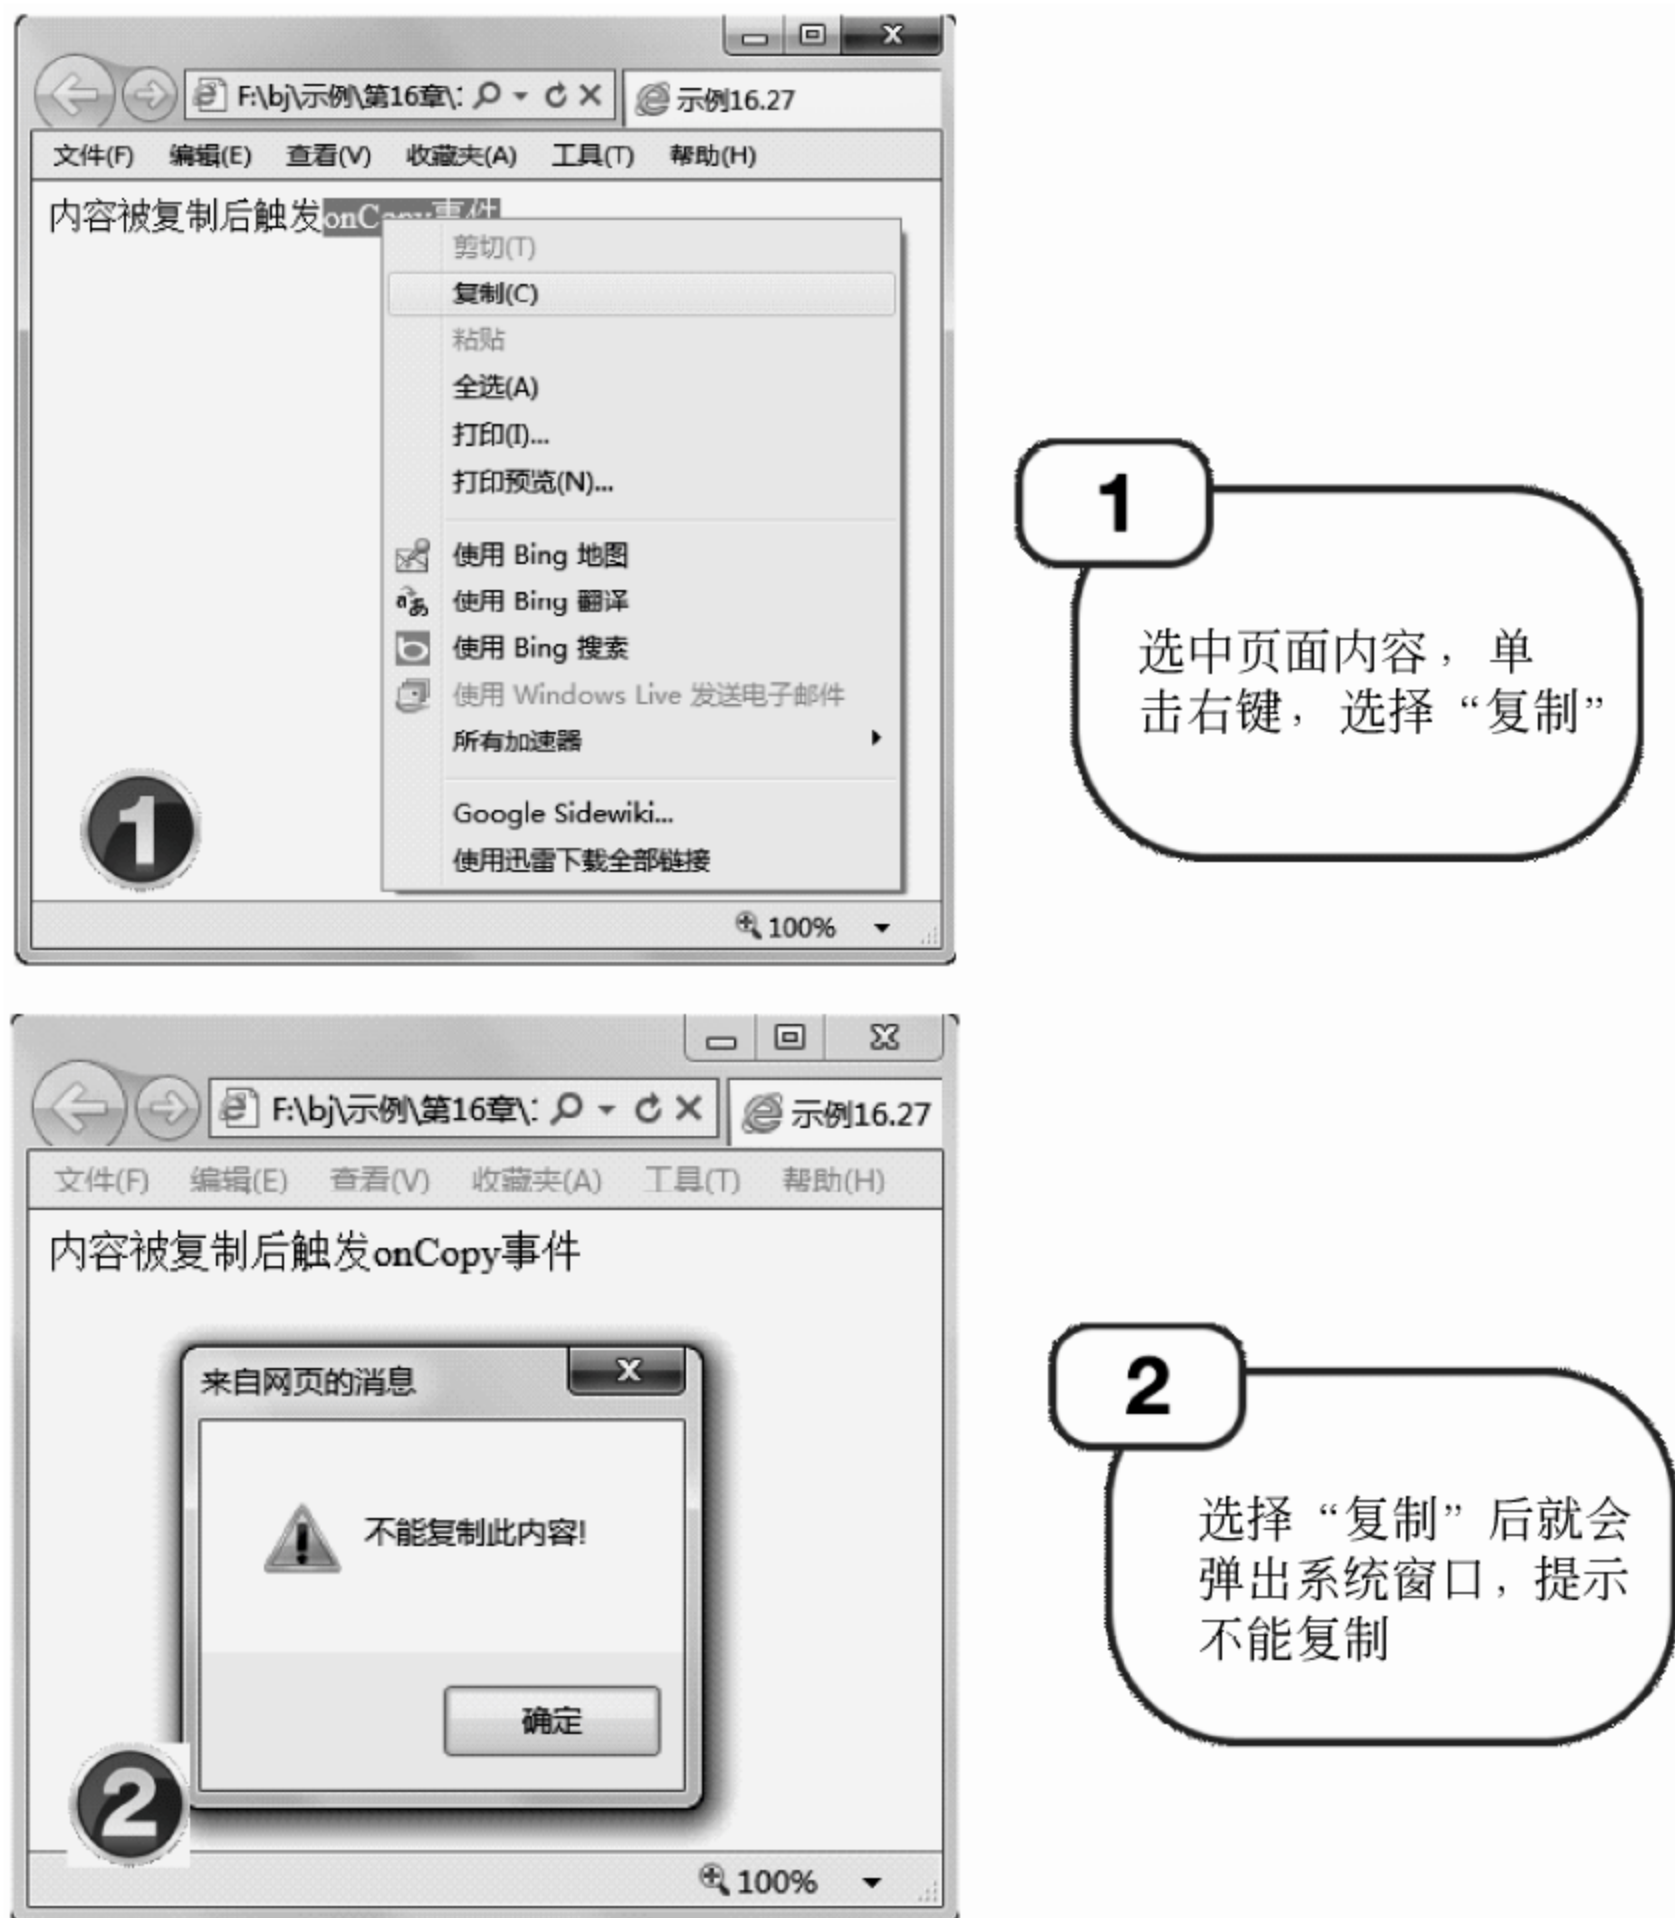 F:\bj\示例\第16章\:
示例16.27
文件(F) 编辑(E) 查看(V) 收藏夹(A) 工具(T) 帮助(H)
内容被复制后触发onCopy事件
剪切(T)
复制(C)
粘贴
全选(A)
打印(I)...
打印预览(N)...
使用 Bing 地图
使用 Bing 翻译
使用 Bing 搜索
使用 Windows Live 发送电子邮件
所有加速器
Google Sidewiki...
使用迅雷下载全部链接
1
100%
1
选中页面内容，单
击右键，选择“复制”
F:\bj\示例\第16章\:
示例16.27
文件(F) 编辑(E) 查看(V) 收藏夹(A) 工具(T) 帮助(H)
内容被复制后触发onCopy事件
来自网页的消息
不能复制此内容!
确定
2
100%
2
选择“复制”后就会
弹出系统窗口，提示
不能复制